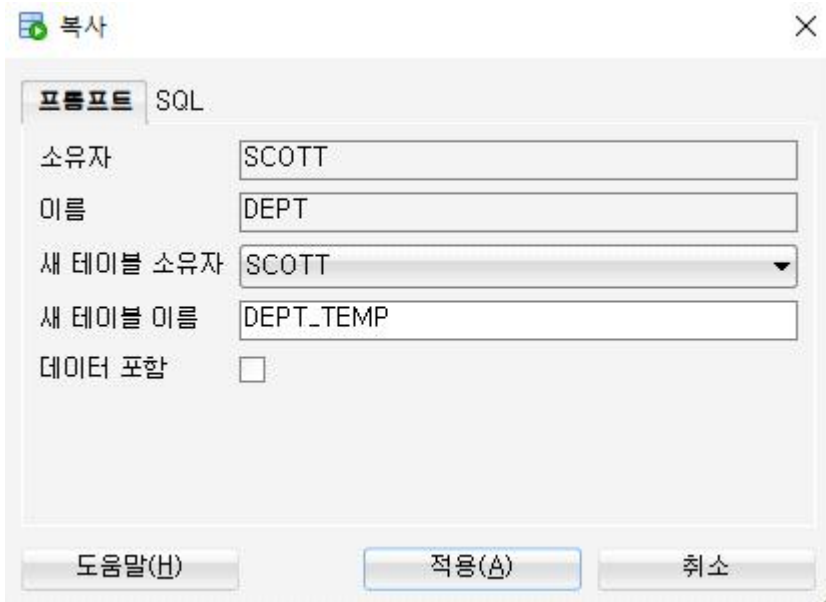 복사
프롬프트 SQL
소유자 SCOTT
이름 DEPT
새 테이블 소유자 SCOTT
새 테이블 이름 DEPT_TEMP
데이터 포함
도움말(H) 적용(A) 취소